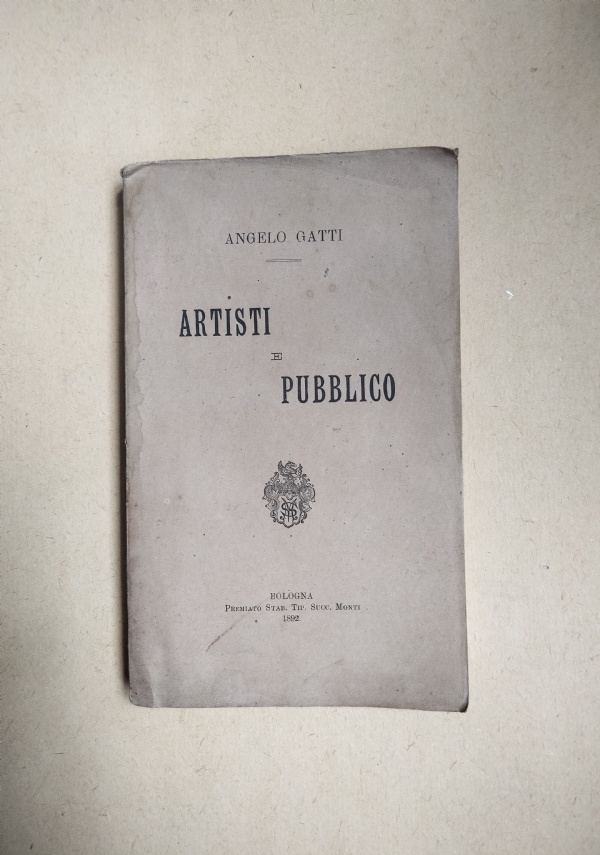 ANGELO GATTI
ARTISTI
E
PUBBLICO
BOLOGNA
PREMIATO STAB. TIP. SUCC. MONTI
1892